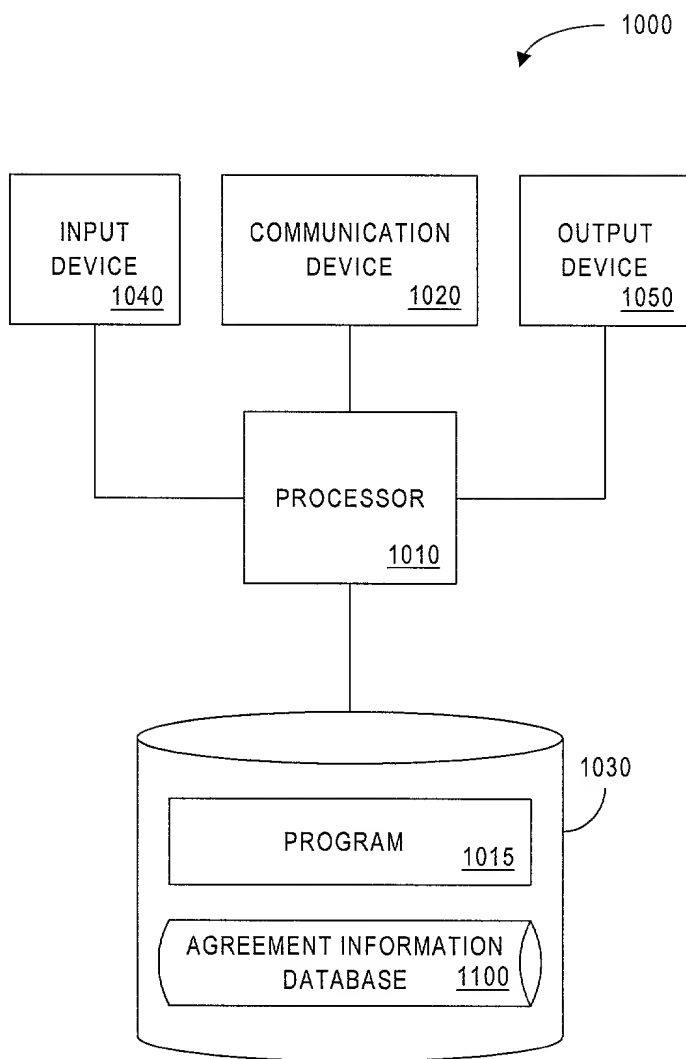 1000
INPUT
DEVICE
1040
COMMUNICATION
DEVICE
1020
OUTPUT
DEVICE
1050
PROCESSOR
1010
1030
PROGRAM
1015
AGREEMENT INFORMATION
DATABASE
1100